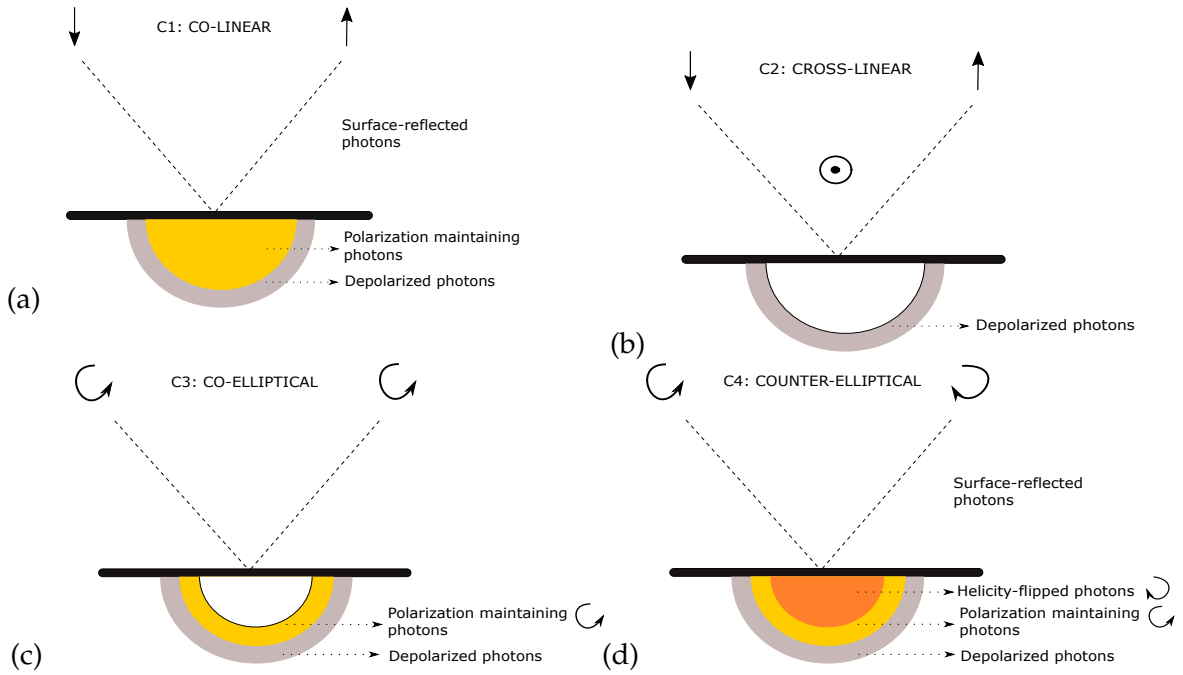 C1: CO-LINEAR
Surface-reflected
photons
Polarization maintaining
photons
Depolarized photons
(a)
C2: CROSS-LINEAR
Depolarized photons
(b)
C3: CO-ELLIPTICAL
Polarization maintaining
photons
Depolarized photons
(c)
C4: COUNTER-ELLIPTICAL
Surface-reflected
photons
Helicity-flipped photons
Polarization maintaining
photons
Depolarized photons
(d)